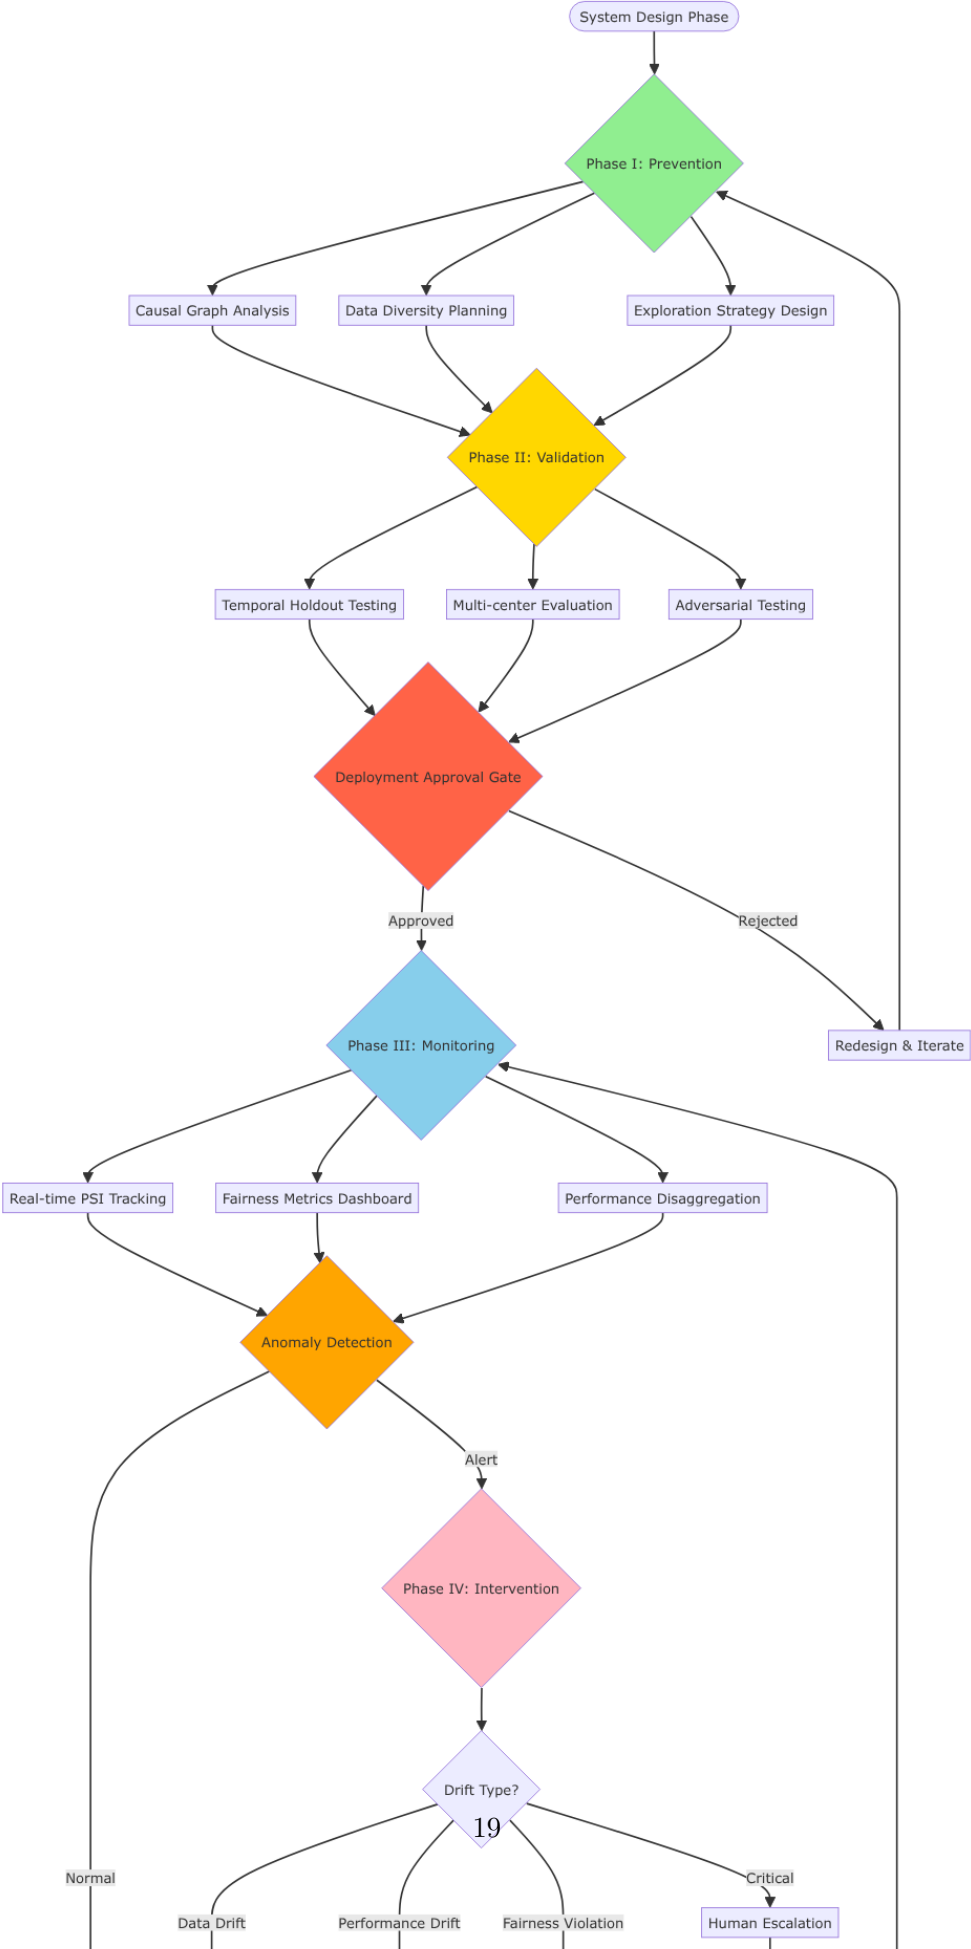 System Design Phase
Phase I: Prevention
Causal Graph Analysis
Data Diversity Planning
Exploration Strategy Design
Phase II: Validation
Temporal Holdout Testing
Multi-center Evaluation
Adversarial Testing
Deployment Approval Gate
Approved
Rejected
Phase III: Monitoring
Redesign & Iterate
Real-time PSI Tracking
Fairness Metrics Dashboard
Performance Disaggregation
Anomaly Detection
Alert
Phase IV: Intervention
Drift Type?
19
Normal
Critical
Data Drift
Performance Drift
Fairness Violation
Human Escalation